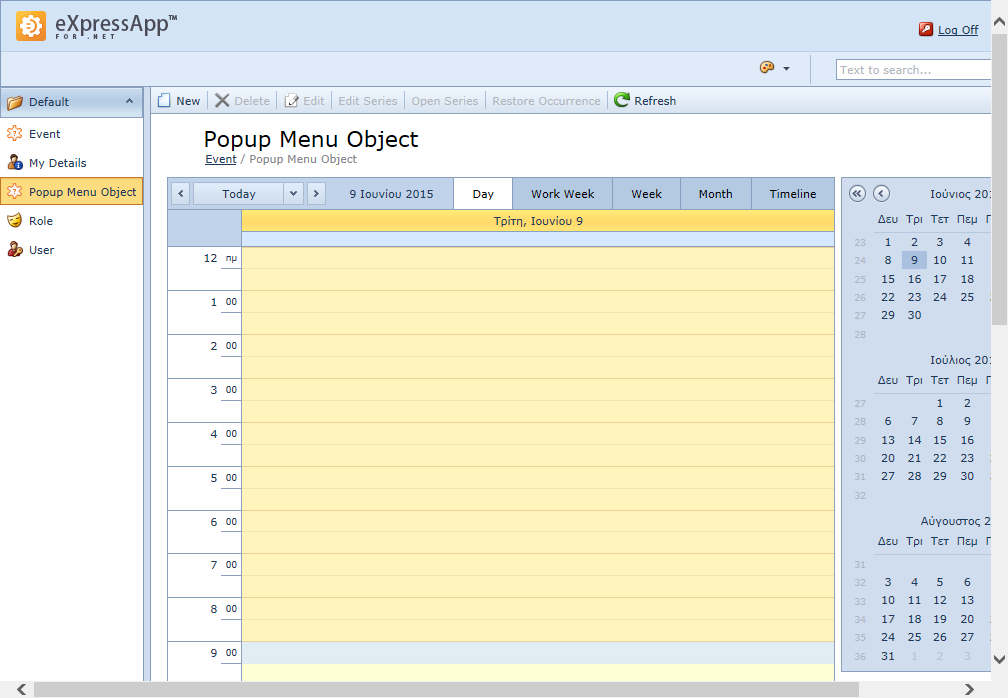 eXpressApp™
FOR .NET
Log Off
Text to search...
Default
Event
My Details
Popup Menu Object
Role
User
New Delete Edit Edit Series Open Series Restore Occurrence Refresh
Popup Menu Object
Event / Popup Menu Object
Today 9 Ιουνίου 2015 Day Work Week Week Month Timeline
Τρίτη, Ιουνίου 9
12 πμ
1 00
2 00
3 00
4 00
5 00
6 00
7 00
8 00
9 00
Ιούνιος 201
Δευ Τρι Τετ Πεμ Π
23 1 2 3 4
24 8 9 10 11
25 15 16 17 18
26 22 23 24 25
27 29 30
28
Ιούλιος 201
Δευ Τρι Τετ Πεμ Π
27 1 2
28 6 7 8 9
29 13 14 15 16
30 20 21 22 23
31 27 28 29 30
32
Αύγουστος 2
Δευ Τρι Τετ Πεμ Π
31
32 3 4 5 6
33 10 11 12 13
34 17 18 19 20
35 24 25 26 27
36 31 1 2 3